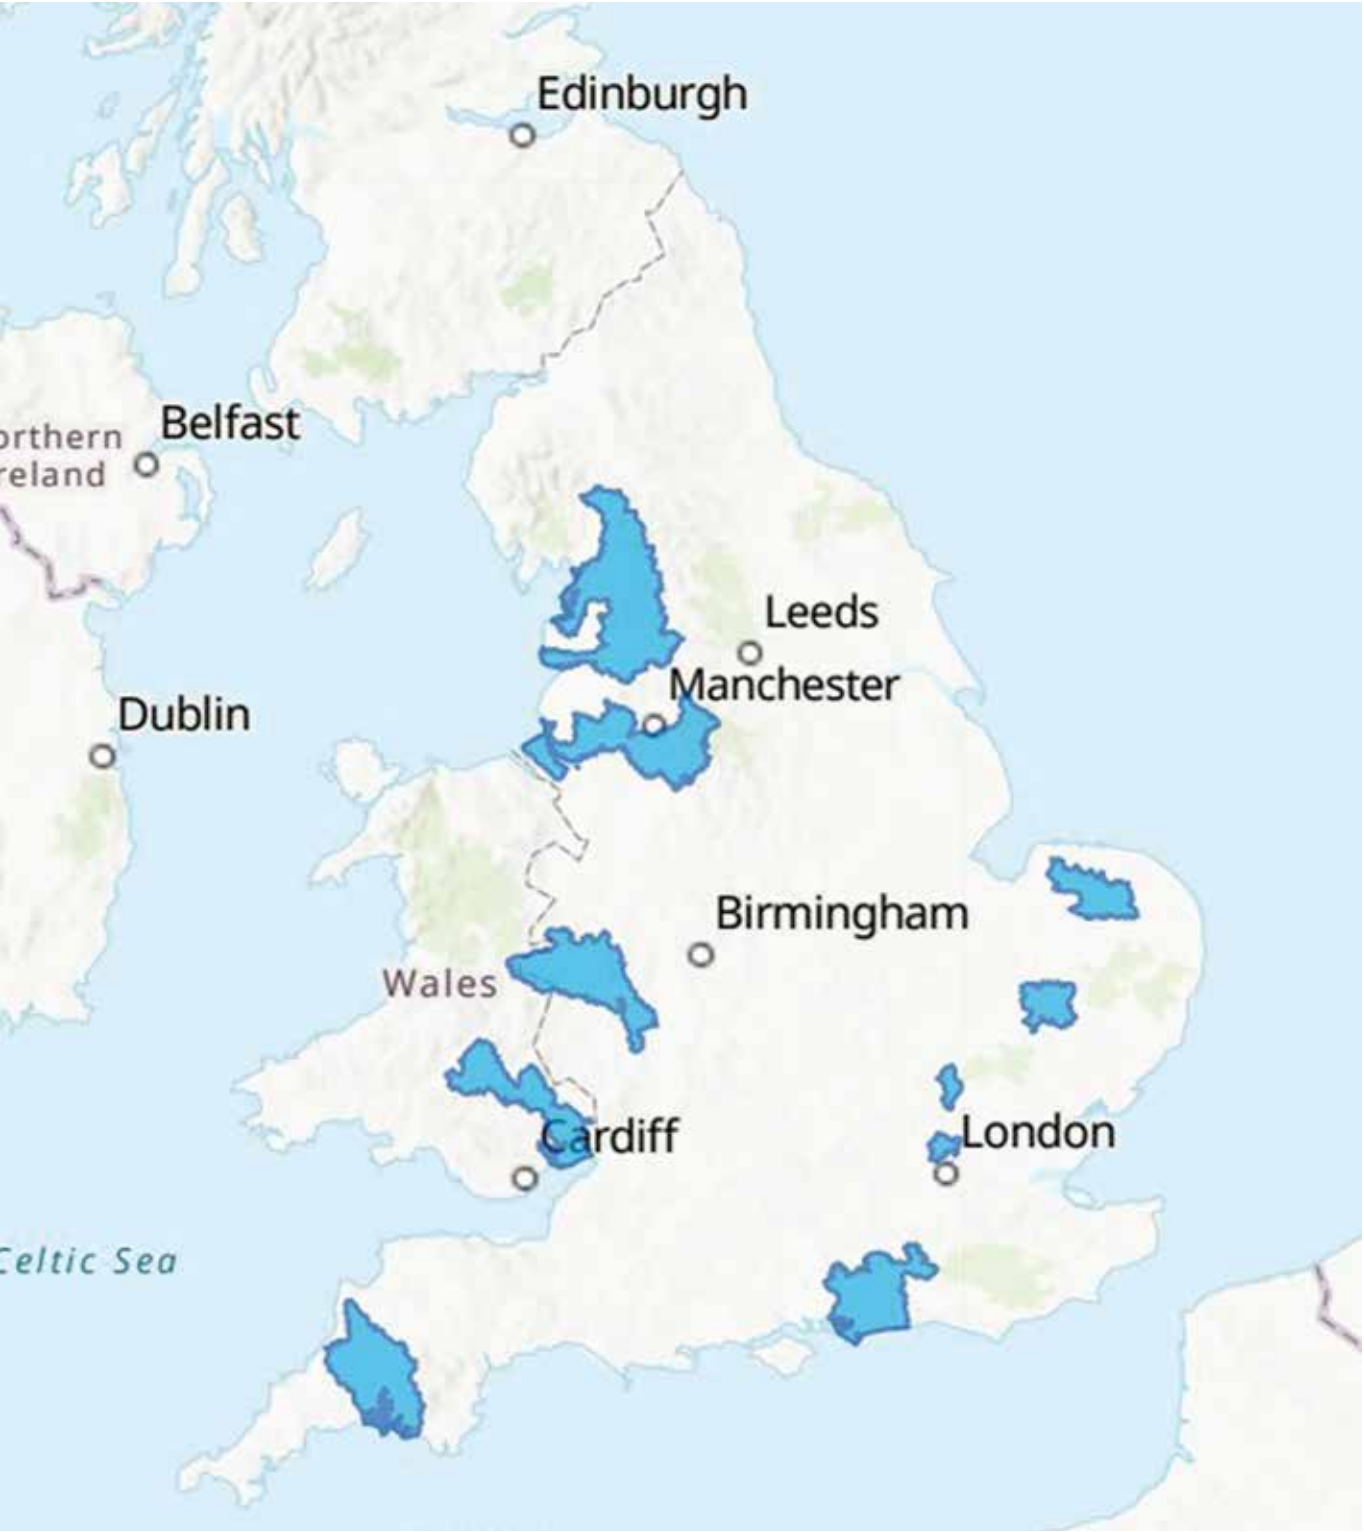 Edinburgh
Belfast
orthern
reland
Leeds
Manchester
Dublin
Birmingham
Wales
London
Cardiff
Celtic Sea